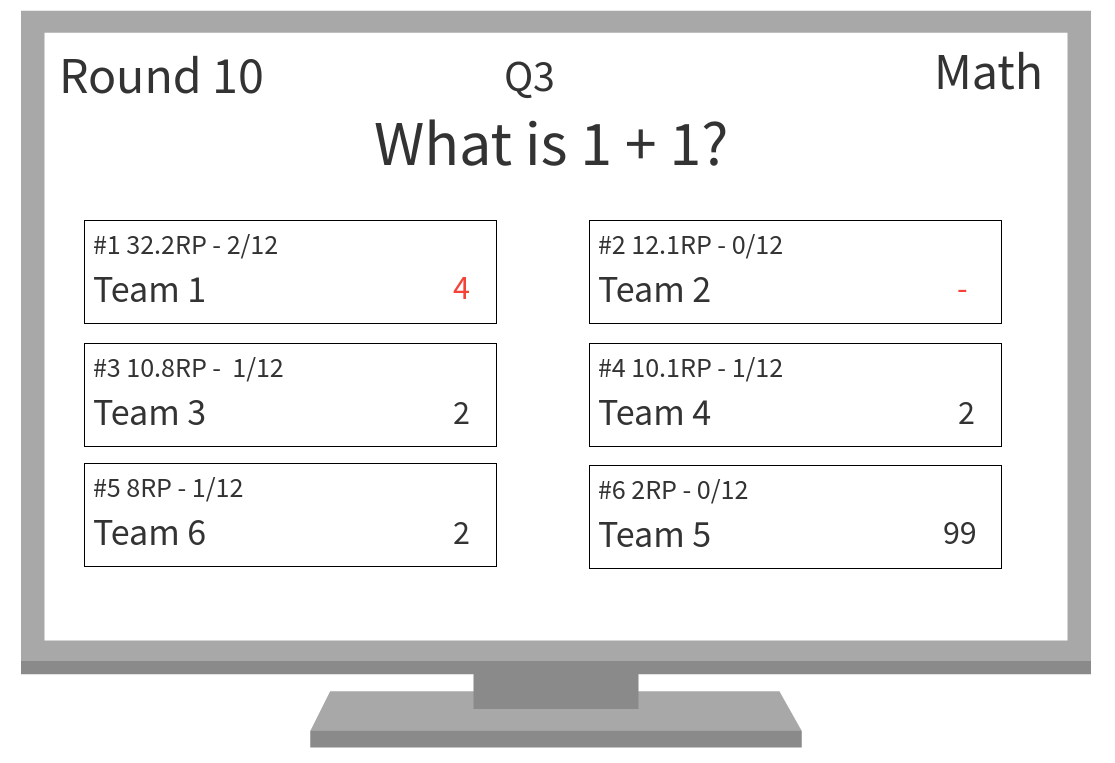 Round 10
Q3
Math
What is 1 + 1?
#1 32.2RP - 2/12
Team 1
4
#2 12.1RP - 0/12
Team 2
-
#3 10.8RP -  1/12
Team 3
2
#4 10.1RP - 1/12
Team 4
2
#5 8RP - 1/12
Team 6
2
#6 2RP - 0/12
Team 5
99